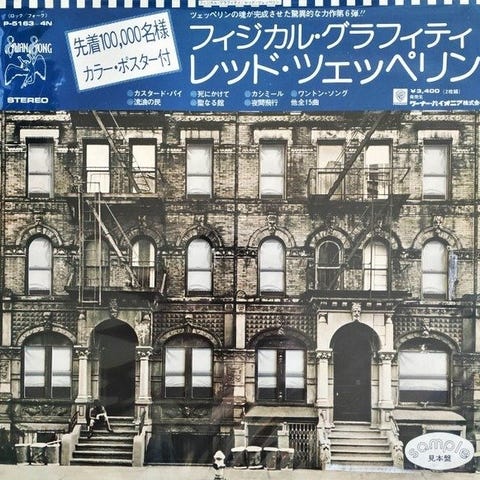 (ロック フォーク)
P-5163~4N
SWAN SONG
STEREO
先着100,000名様
カラー・ポスター付
ツェッペリンの魂が完成させた驚異的な力作第6弾!!
フィジカル・グラフィティ
レッド・ツェッペリン
●カスタード・パイ ●死にかけて ●カシミール ●ワントン・ソング
●流浪の民 ●聖なる館 ●夜間飛行 他全15曲
¥3,400 (2枚組)
発売元
ワーナー・パイオニア株式会社
sample
見本盤